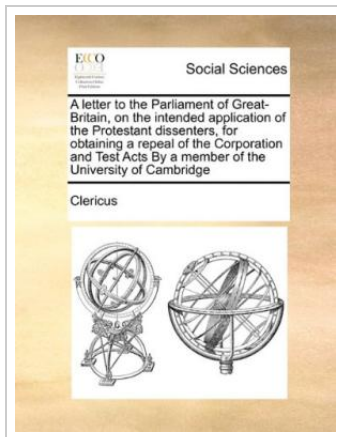 ECCO
Social Sciences
A letter to the Parliament of Great-
Britain, on the intended application of
the Protestant dissenters, for
obtaining a repeal of the Corporation
and Test Acts By a member of the
University of Cambridge
Clericus